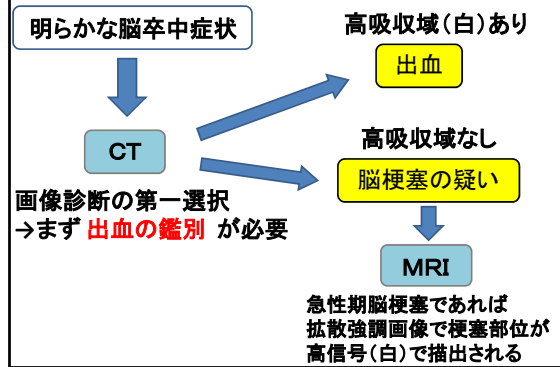 明らかな脳卒中症状
高吸収域（白）あり
出血
CT
高吸収域なし
脳梗塞の疑い
画像診断の第一選択
→まず 出血の鑑別 が必要
MRI
急性期脳梗塞であれば
拡散強調画像で梗塞部位が
高信号（白）で描出される